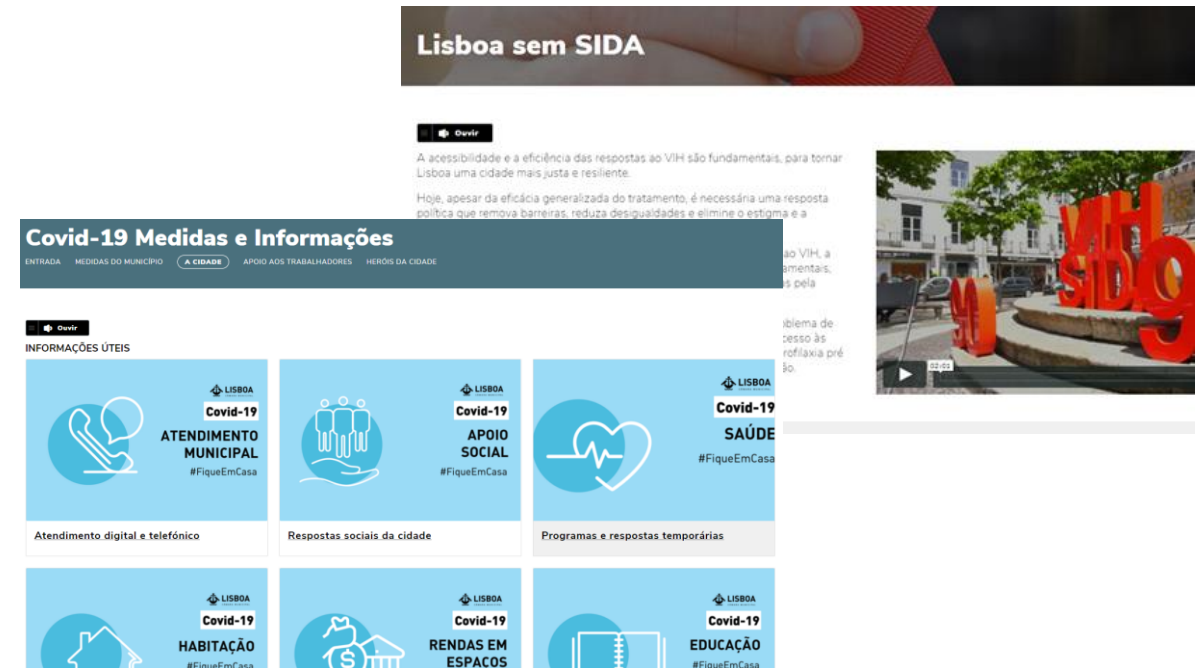 Lisboa sem SIDA
Ouvir
A acessibilidade e a eficiência das respostas ao VIH são fundamentais, para tornar
Lisboa uma cidade mais justa e resiliente.
Hoje, apesar da eficácia generalizada do tratamento, é necessária uma resposta
política que remova barreiras, reduza desigualdades e elimine o estigma e a
ao VIH, a
pela
blema de
cesso às
rofilaxia pré
ão.
VIH
SIDA
90
9
02:01
Covid-19 Medidas e Informações
ENTRADA MEDIDAS DO MUNICÍPIO A CIDADE APOIO AOS TRABALHADORES HERÓIS DA CIDADE
Ouvir
INFORMAÇÕES ÚTEIS
LISBOA
Covid-19
ATENDIMENTO
MUNICIPAL
#FiqueEmCasa
Atendimento digital e telefónico
LISBOA
Covid-19
APOIO
SOCIAL
#FiqueEmCasa
Respostas sociais da cidade
LISBOA
Covid-19
SAÚDE
#FiqueEmCasa
Programas e respostas temporárias
LISBOA
Covid-19
HABITAÇÃO
#FiqueEmCasa
LISBOA
Covid-19
RENDAS EM
ESPAÇOS
LISBOA
Covid-19
EDUCAÇÃO
#FiqueEmCasa